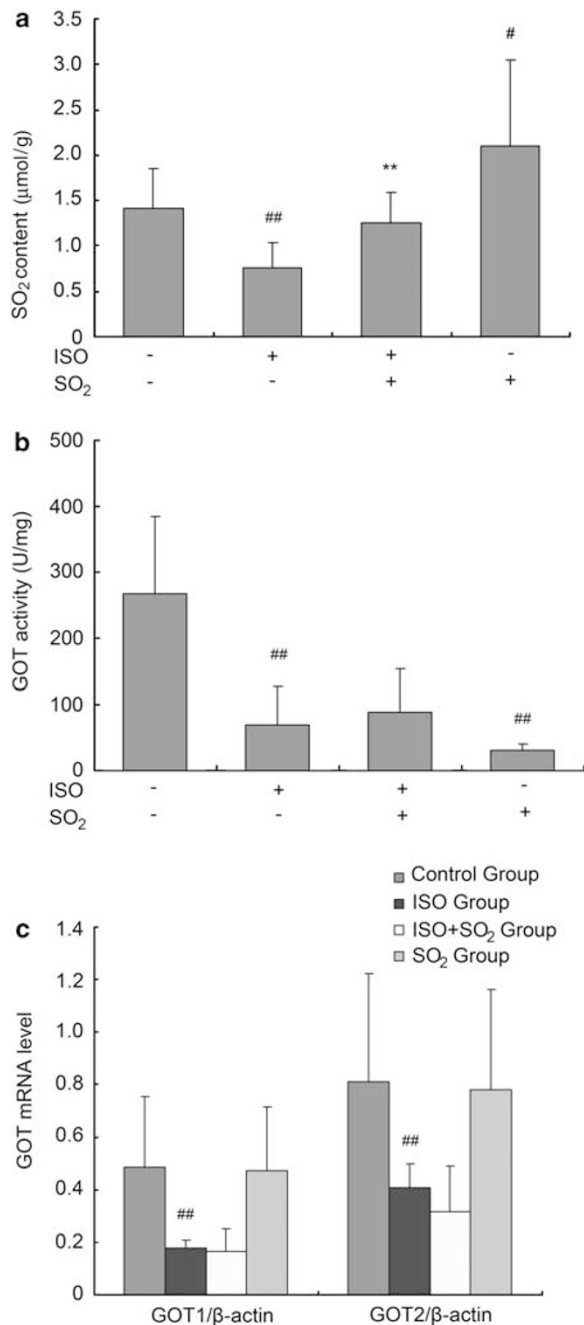 a
#
3.5
3.0
2.5
2.0
**
1.5
##
1.0
0.5
0
SO₂ content (µmol/g)
ISO - + + -
SO₂ - - + +
b
500
400
300
200
100
0
GOT activity (U/mg)
##
##
ISO - + + -
SO₂ - - + +
Control Group
ISO Group
ISO+SO₂ Group
SO₂ Group
c
1.4
1.2
1.0
0.8
0.6
0.4
0.2
0
GOT mRNA level
##
##
GOT1/β-actin GOT2/β-actin